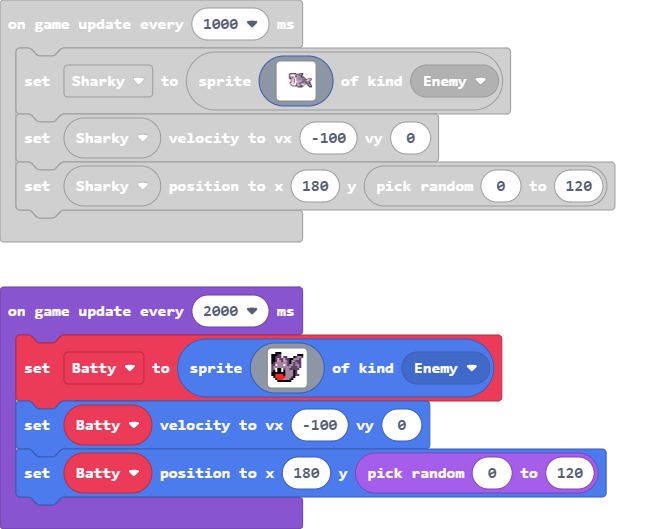 on game update every 1000 ms
set Sharky to sprite of kind Enemy
set Sharky velocity to vx -100 vy 0
set Sharky position to x 180 y pick random 0 to 120
on game update every 2000 ms
set Batty to sprite of kind Enemy
set Batty velocity to vx -100 vy 0
set Batty position to x 180 y pick random 0 to 120